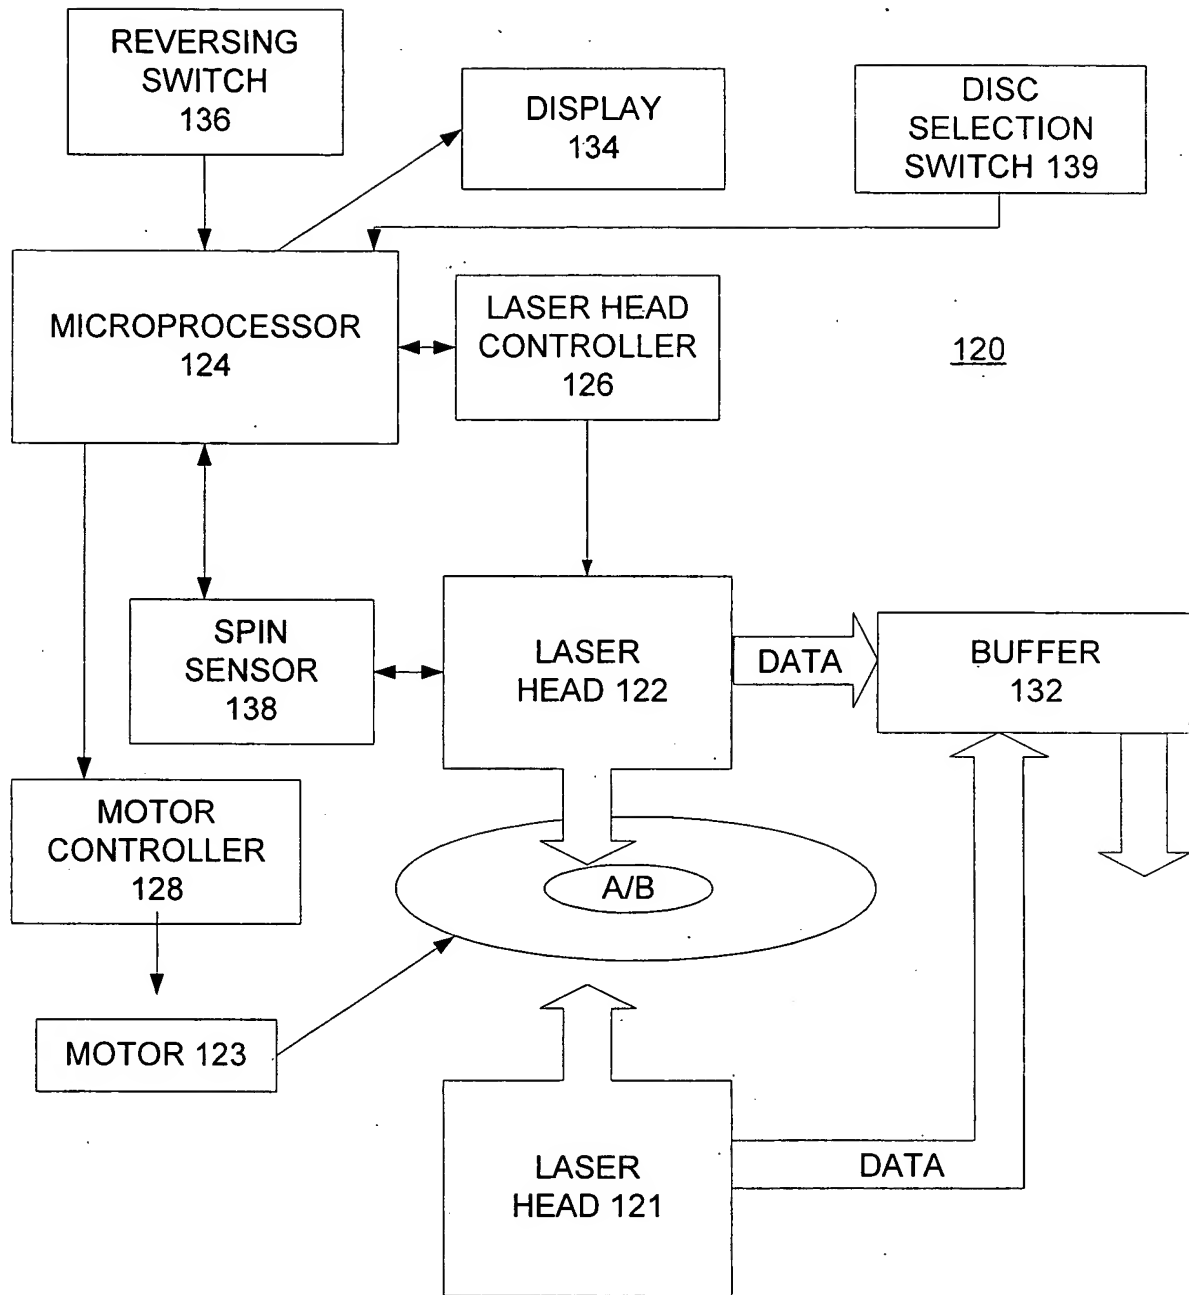 REVERSING
SWITCH
136
DISPLAY
134
DISC
SELECTION
SWITCH 139
MICROPROCESSOR
124
LASER HEAD
CONTROLLER
126
120
SPIN
SENSOR
138
LASER
HEAD 122
DATA
BUFFER
132
MOTOR
CONTROLLER
128
A/B
MOTOR 123
LASER
HEAD 121
DATA